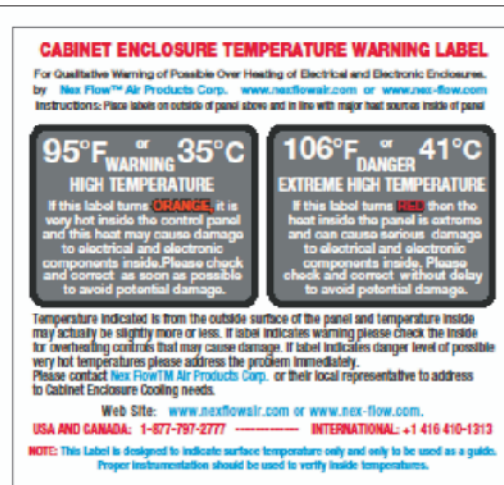 CABINET ENCLOSURE TEMPERATURE WARNING LABEL
For Qualitative Warning of Possible Over Heating of Electrical and Electronic Enclosures.
by Nex Flow™ Air Products Corp. www.nexflowair.com or www.nex-flow.com
Instructions: Place labels on outside of panel above and in line with major heat sources inside of panel
95°F or 35°C
WARNING
HIGH TEMPERATURE
If this label turns ORANGE, it is
very hot inside the control panel
and this heat may cause damage
to electrical and electronic
components inside.Please check
and correct as soon as possible
to avoid potential damage.
106°F or 41°C
DANGER
EXTREME HIGH TEMPERATURE
If this label turns RED then the
heat inside the panel is extreme
and can cause serious damage
to electrical and electronic
components inside. Please
check and correct without delay
to avoid potential damage.
Temperature indicated is from the outside surface of the panel and temperature inside
may actually be slightly more or less. If label indicates warning please check the inside
for overheating controls that may cause damage. If label indicates danger level of possible
very hot temperatures please address the problem immediately.
Please contact Nex FlowTM Air Products Corp. or their local representative to address
to Cabinet Enclosure Cooling needs.
Web Site: www.nexflowair.com or www.nex-flow.com.
USA AND CANADA: 1-877-797-2777 -------------- INTERNATIONAL: +1 416 410-1313
NOTE: This Label is designed to indicate surface temperature only and only to be used as a guide.
Proper instrumentation should be used to verify inside temperatures.